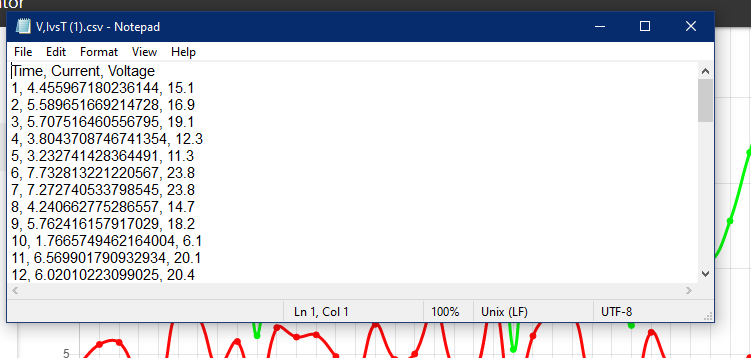 ator
V,IvsT (1).csv - Notepad
File Edit Format View Help
Time, Current, Voltage
1, 4.455967180236144, 15.1
2, 5.589651669214728, 16.9
3, 5.707516460556795, 19.1
4, 3.8043708746741354, 12.3
5, 3.232741428364491, 11.3
6, 7.732813221220567, 23.8
7, 7.272740533798545, 23.8
8, 4.240662775286557, 14.7
9, 5.762416157917029, 18.2
10, 1.7665749462164004, 6.1
11, 6.569901790932934, 20.1
12, 6.02010223099025, 20.4
Ln 1, Col 1 100% Unix (LF) UTF-8
5